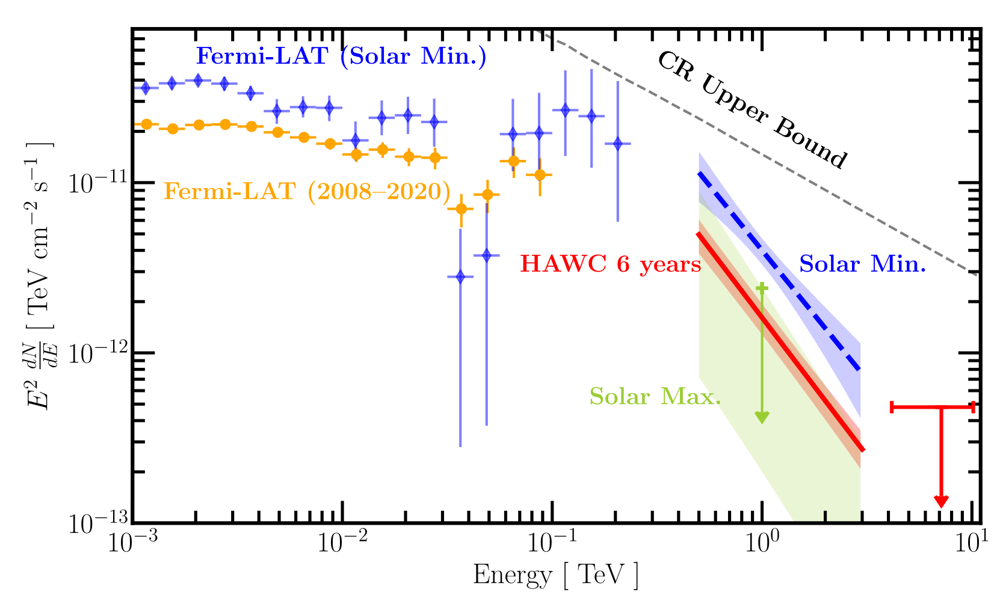 Fermi-LAT (Solar Min.)
CR Upper Bound
Fermi-LAT (2008–2020)
HAWC 6 years
Solar Min.
Solar Max.
10⁻¹¹
10⁻¹²
10⁻¹³
E² dN/dE [ TeV cm⁻² s⁻¹ ]
10⁻³ 10⁻² 10⁻¹ 10⁰ 10¹
Energy [ TeV ]